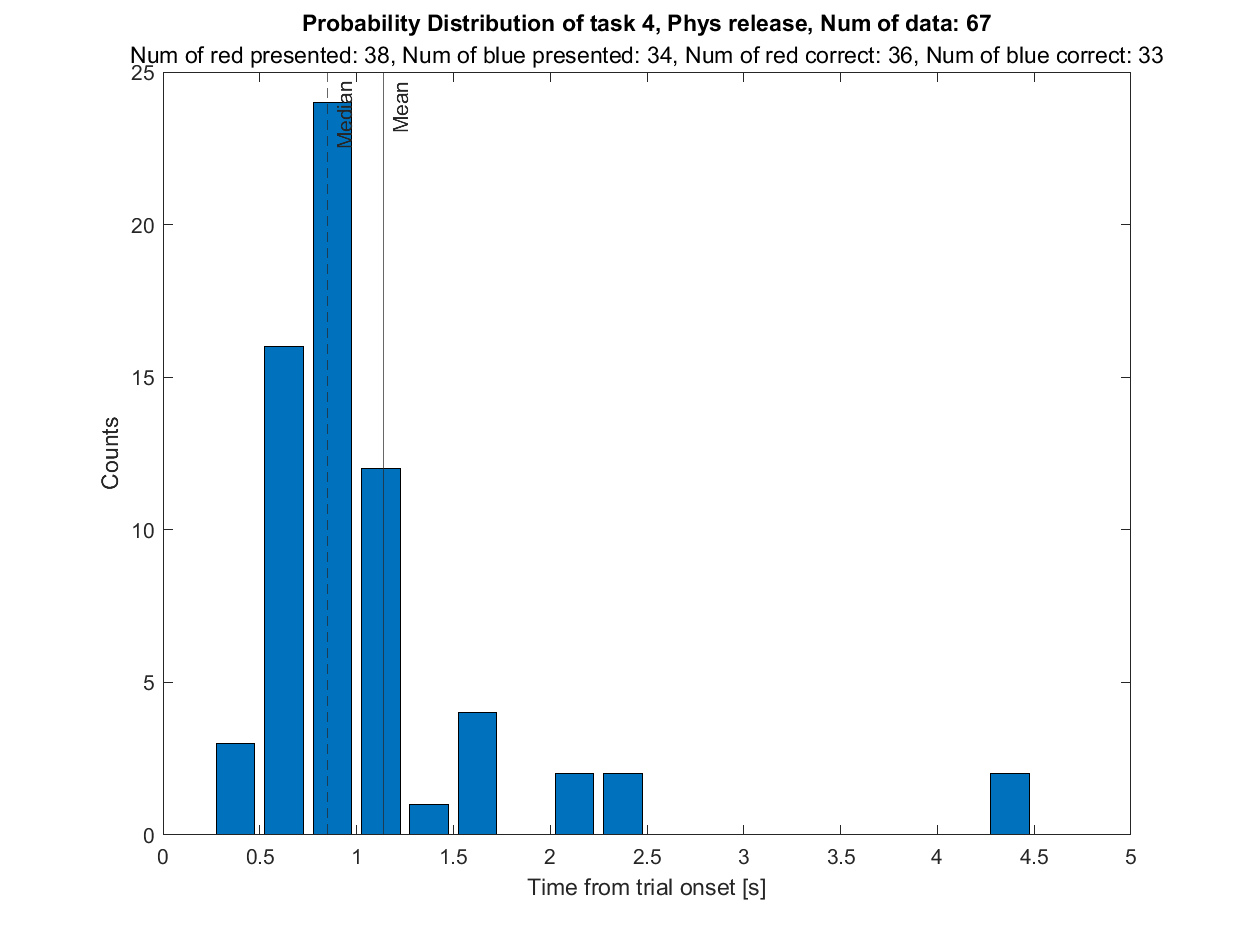 Probability Distribution of task 4, Phys release, Num of data: 67
Num of red presented: 38, Num of blue presented: 34, Num of red correct: 36, Num of blue correct: 33
25
20
15
10
5
0
Counts
Median
Mean
0 0.5 1 1.5 2 2.5 3 3.5 4 4.5 5
Time from trial onset [s]